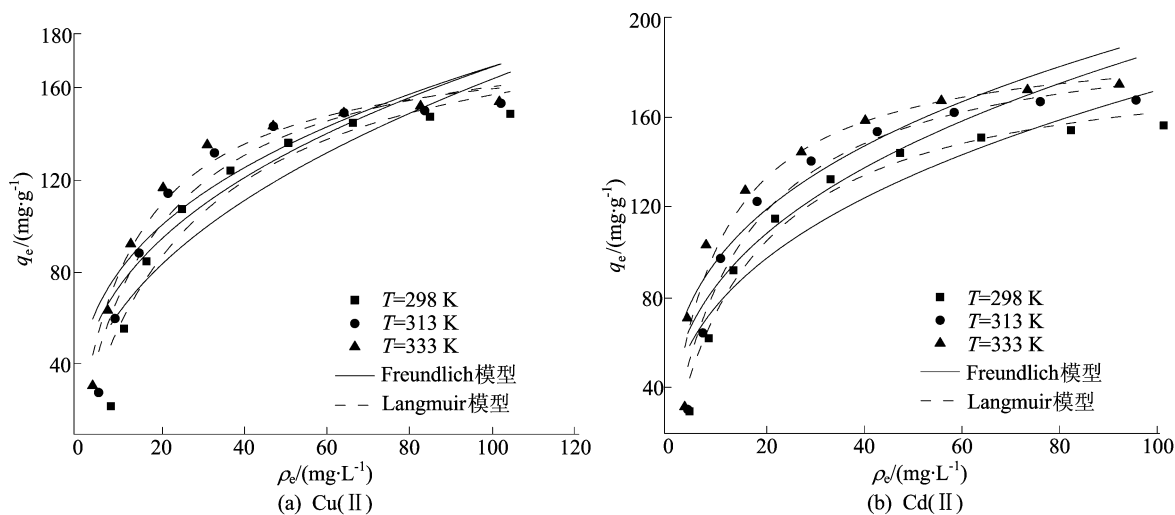 180
160
120
80
40
qe/(mg·g-1)
T=298 K
T=313 K
T=333 K
Freundlich模型
Langmuir模型
0 20 40 60 80 100 120
ρe/(mg·L-1)
(a) Cu(Ⅱ)
200
160
120
80
40
qe/(mg·g-1)
T=298 K
T=313 K
T=333 K
Freundlich模型
Langmuir模型
0 20 40 60 80 100
ρe/(mg·L-1)
(b) Cd(Ⅱ)